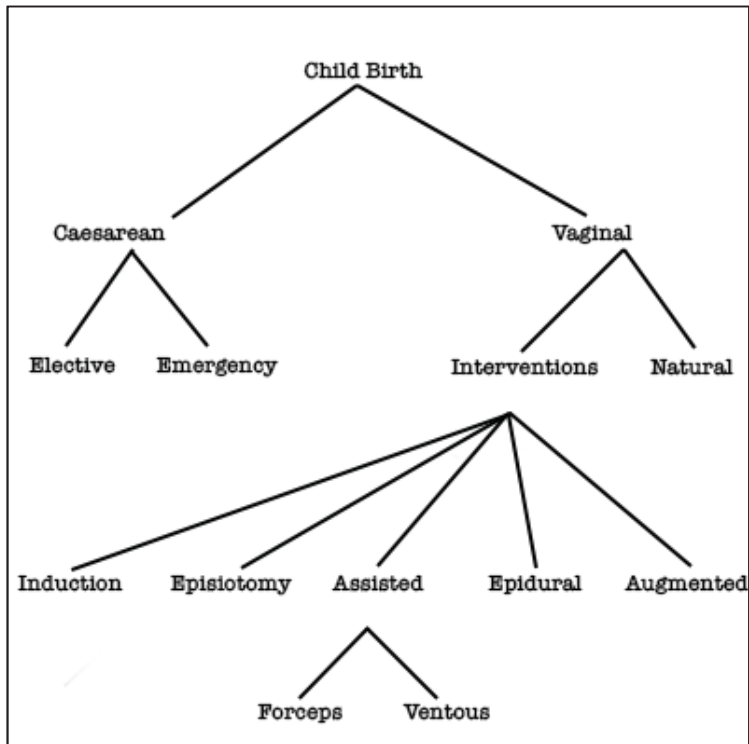 Child Birth
Caesarean Vaginal
Elective Emergency Interventions Natural
Induction Episiotomy Assisted Epidural Augmented
Forceps Ventous